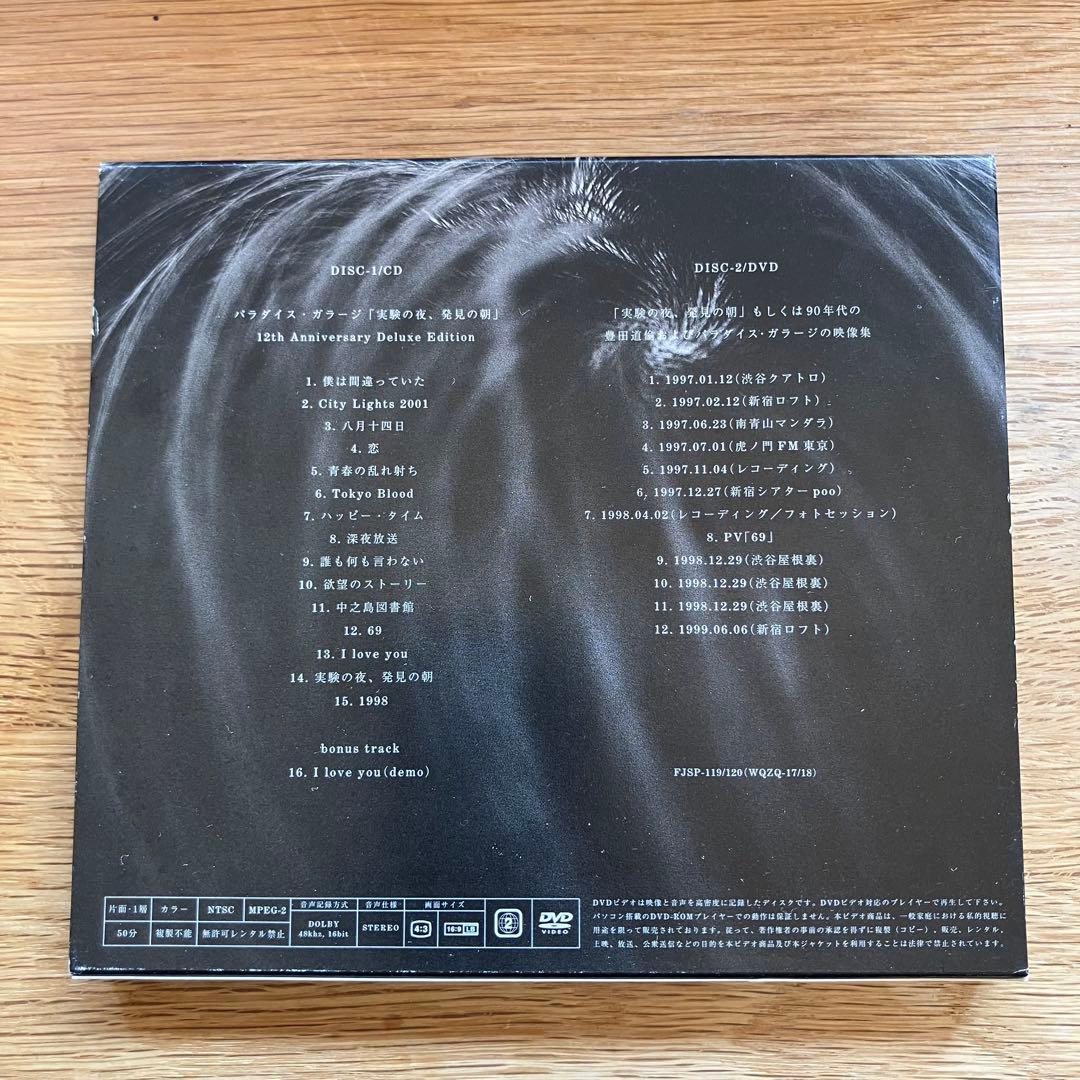 DISC-1/CD
パラダイス・ガラージ「実験の夜、発見の朝」
12th Anniversary Deluxe Edition
1. 僕は間違っていた
2. City Lights 2001
3. 八月十四日
4. 恋
5. 青春の乱れ射ち
6. Tokyo Blood
7. ハッピー・タイム
8. 深夜放送
9. 誰も何も言わない
10. 欲望のストーリー
11. 中之島図書館
12. 69
13. I love you
14. 実験の夜、発見の朝
15. 1998
bonus track
16. I love you(demo)
DISC-2/DVD
「実験の夜、発見の朝」もしくは90年代の
豊田道倫およびパラダイス・ガラージの映像集
1. 1997.01.12(渋谷クアトロ)
2. 1997.02.12(新宿ロフト)
3. 1997.06.23(南青山マンダラ)
4. 1997.07.01(虎ノ門FM東京)
5. 1997.11.04(レコーディング)
6. 1997.12.27(新宿シアターpoo)
7. 1998.04.02(レコーディング／フォトセッション)
8. PV「69」
9. 1998.12.29(渋谷屋根裏)
10. 1998.12.29(渋谷屋根裏)
11. 1998.12.29(渋谷屋根裏)
12. 1999.06.06(新宿ロフト)
FJSP-119/120(WQZQ-17/18)
片面・1層 カラー NTSC MPEG-2 音声記録方式 音声仕様 画面サイズ
50分 複製不能 無許可レンタル禁止 DOLBY 48khz, 16bit STEREO 4:3 16:9 LB 2 DVD VIDEO
DVDビデオは映像と音声を高密度に記録したディスクです。DVDビデオ対応のプレイヤーで再生して下さい。
パソコン搭載のDVD-ROMプレイヤーでの動作は保証しません。本ビデオ商品は、一般家庭における私的視聴に
用途を限って販売されております。従って、著作権者の事前の承認を得ずに複製（コピー）、販売、レンタル、
上映、放送、公衆送信などの目的を本ビデオ商品及び本ジャケットを利用することは法律で禁止されています。